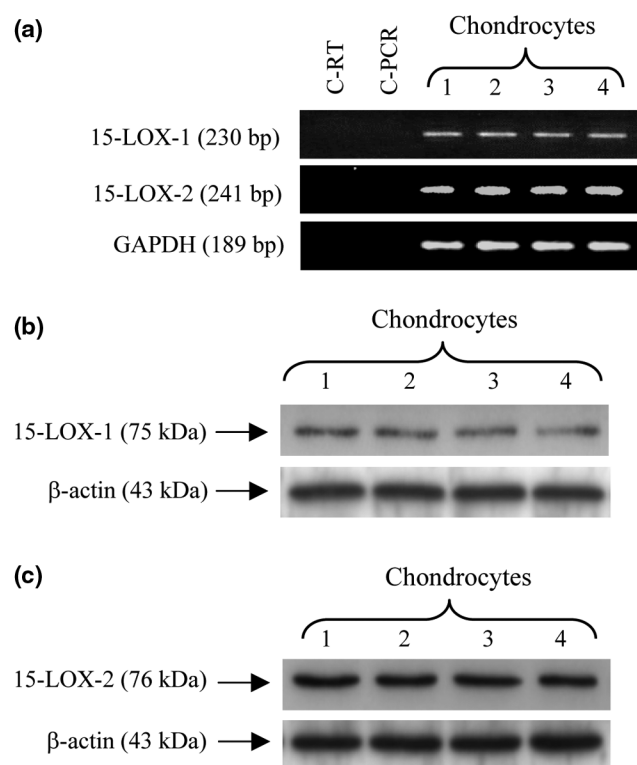 (a)
Chondrocytes
C-RT C-PCR 1 2 3 4
15-LOX-1 (230 bp)
15-LOX-2 (241 bp)
GAPDH (189 bp)
(b)
Chondrocytes
1 2 3 4
15-LOX-1 (75 kDa)
β-actin (43 kDa)
(c)
Chondrocytes
1 2 3 4
15-LOX-2 (76 kDa)
β-actin (43 kDa)